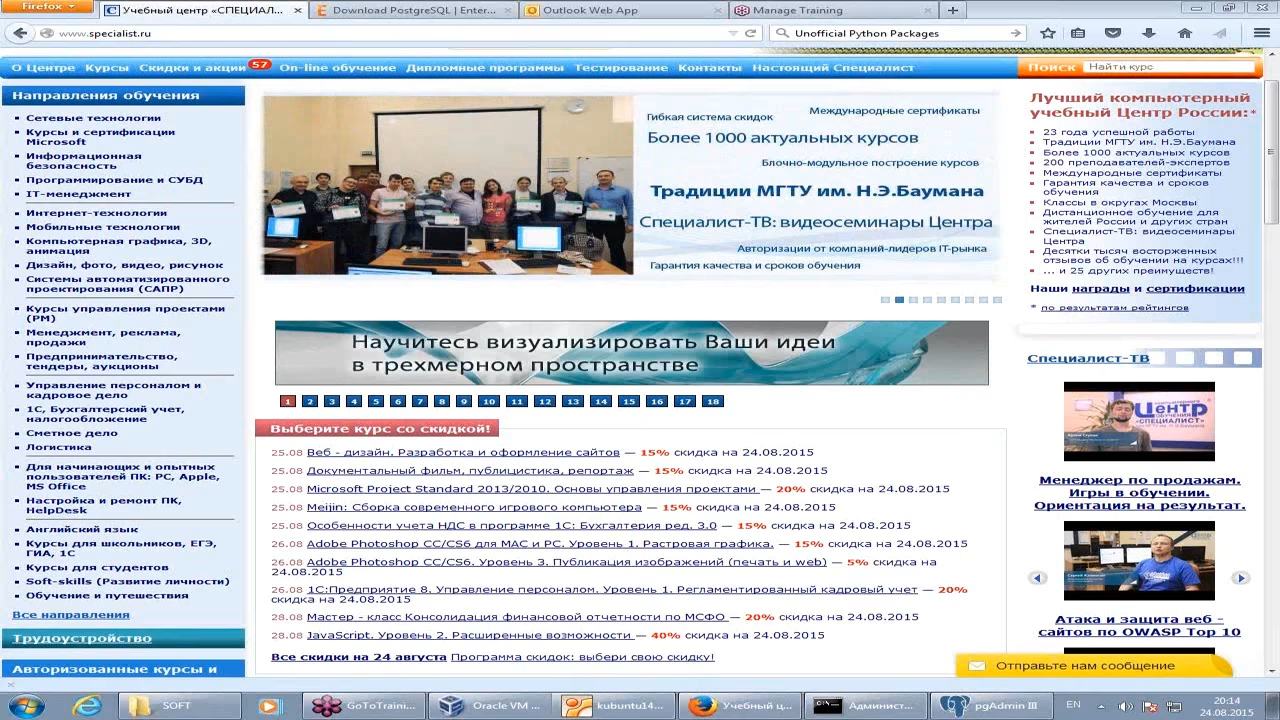 Firefox
Учебный центр «СПЕЦИАЛ...
Download PostgreSQL | Enter...
Outlook Web App
Manage Training
www.specialist.ru
Unofficial Python Packages
О Центре Курсы Скидки и акции 57 On-line обучение Дипломные программы Тестирование Контакты Настоящий Специалист
Поиск Найти курс
Направления обучения
Сетевые технологии
Курсы и сертификации
Microsoft
Информационная
безопасность
Программирование и СУБД
IT-менеджмент
Интернет-технологии
Мобильные технологии
Компьютерная графика, 3D,
анимация
Дизайн, фото, видео, рисунок
Системы автоматизированного
проектирования (САПР)
Курсы управления проектами
(PM)
Менеджмент, реклама,
продажи
Предпринимательство,
тендеры, аукционы
Управление персоналом и
кадровое дело
1С, Бухгалтерский учет,
налогообложение
Сметное дело
Логистика
Для начинающих и опытных
пользователей ПК: PC, Apple,
MS Office
Настройка и ремонт ПК,
HelpDesk
Английский язык
Курсы для школьников, ЕГЭ,
ГИА, 1С
Курсы для студентов
Soft-skills (Развитие личности)
Обучение и путешествия
Все направления
Трудоустройство
Авторизованные курсы и
Гибкая система скидок
Международные сертификаты
Более 1000 актуальных курсов
Блочно-модульное построение курсов
Традиции МГТУ им. Н.Э.Баумана
Специалист-ТВ: видеосеминары Центра
Авторизации от компаний-лидеров IT-рынка
Гарантия качества и сроков обучения
Научитесь визуализировать Ваши идеи
в трехмерном пространстве
1 2 3 4 5 6 7 8 9 10 11 12 13 14 15 16 17 18
Выберите курс со скидкой!
25.08 Веб - дизайн. Разработка и оформление сайтов — 15% скидка на 24.08.2015
25.08 Документальный фильм, публицистика, репортаж — 15% скидка на 24.08.2015
25.08 Microsoft Project Standard 2013/2010. Основы управления проектами — 20% скидка на 24.08.2015
25.08 Meijin: Сборка современного игрового компьютера — 15% скидка на 24.08.2015
25.08 Особенности учета НДС в программе 1С: Бухгалтерия ред. 3.0 — 15% скидка на 24.08.2015
25.08 Adobe Photoshop CC/CS6 для MAC и PC. Уровень 1. Растровая графика. — 15% скидка на 24.08.2015
26.08 Adobe Photoshop CC/CS6. Уровень 3. Публикация изображений (печать и web) — 5% скидка на
24.08.2015
26.08 1С:Предприятие 8. Управление персоналом. Уровень 1. Регламентированный кадровый учет — 20%
скидка на 24.08.2015
28.08 Мастер - класс Консолидация финансовой отчетности по МСФО — 20% скидка на 24.08.2015
28.08 JavaScript. Уровень 2. Расширенные возможности — 40% скидка на 24.08.2015
Все скидки на 24 августа Программа скидок: выбери свою скидку!
Лучший компьютерный
учебный Центр России:*
23 года успешной работы
Традиции МГТУ им. Н.Э.Баумана
Более 1000 актуальных курсов
200 преподавателей-экспертов
Международные сертификаты
Гарантия качества и сроков
обучения
Классы в округах Москвы
Дистанционное обучение для
жителей России и других стран
Специалист-ТВ: видеосеминары
Центра
Десятки тысяч восторженных
отзывов об обучении на курсах!!!
... и 25 других преимуществ!
Наши награды и сертификации
* по результатам рейтингов
Специалист-ТВ
Центр
Менеджер по продажам.
Игры в обучении.
Ориентация на результат.
Атака и защита веб -
сайтов по OWASP Top 10
Отправьте нам сообщение
SOFT
GoToTraini...
Oracle VM ...
kubuntu14...
Учебный ц...
Админист...
pgAdmin III
EN
20:14
24.08.2015